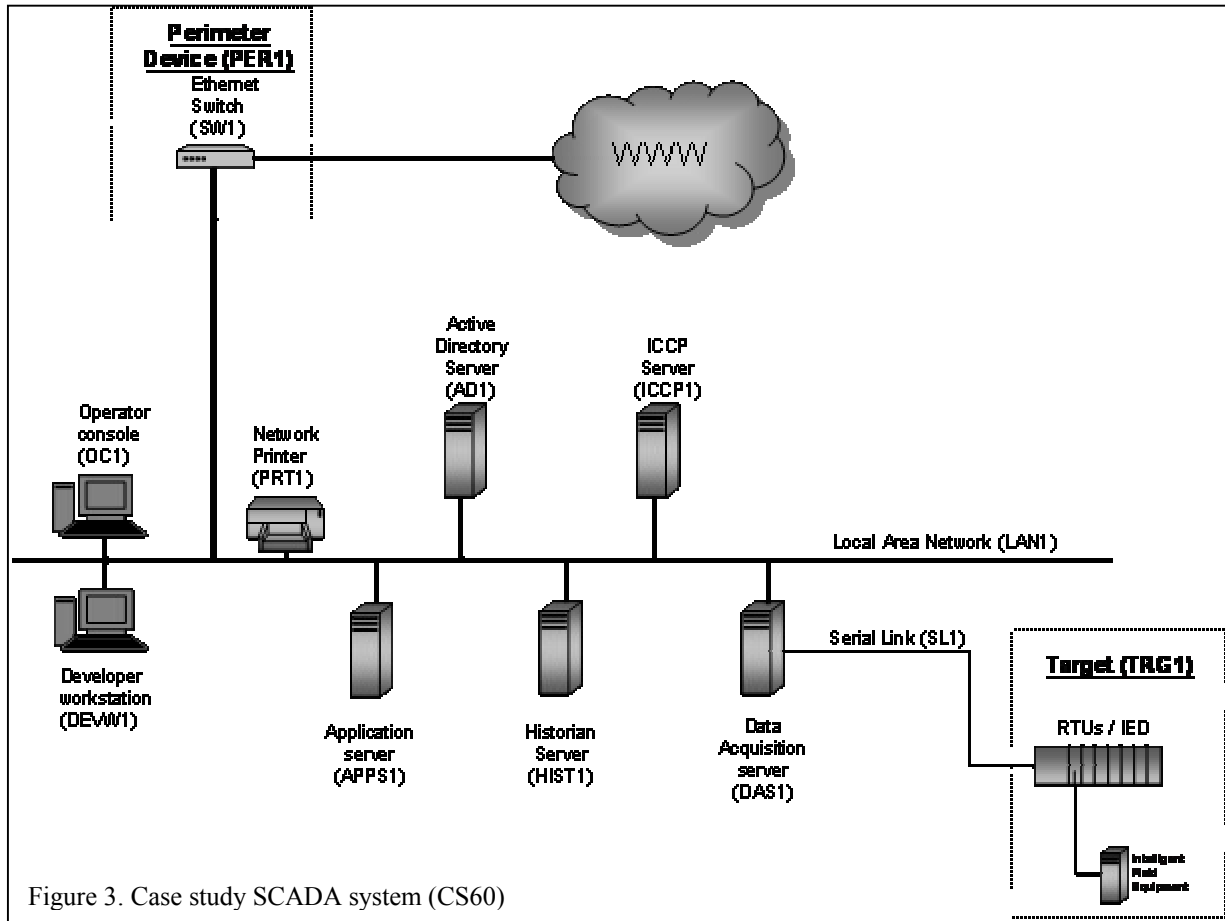 Perimeter
Device (PER1)
Ethernet
Switch
(SW1)
WWW
Active
Directory
Server
(AD1)
ICCP
Server
(ICCP1)
Operator
console
(OC1)
Network
Printer
(PRT1)
Local Area Network (LAN1)
Developer
workstation
(DEVW1)
Application
server
(APPS1)
Historian
Server
(HIST1)
Data
Acquisition
server
(DAS1)
Serial Link (SL1)
Target (TRG1)
RTUs / IED
Intelligent
Field
Equipment
Figure 3. Case study SCADA system (CS60)